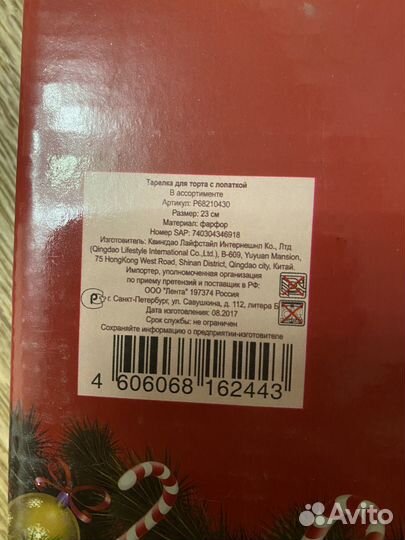 Тарелка для торта с лопаткой
В ассортименте
Артикул: P68210430
Размер: 23 см
Материал: фарфор
Номер SAP: 740304346918
Изготовитель: Квингдао Лайфстайл Интернешнл Ко., Лтд
(Qingdao Lifestyle International Co., Ltd.), B-609, Yuyuan Mansion,
75 HongKong West Road, Shinan District, Qingdao city, Китай.
Импортер, уполномоченная организация
по приему претензий и поставщик в РФ:
ООО "Лента" 197374 Россия
г. Санкт-Петербург, ул. Савушкина, д. 112, литера Б
Дата изготовления: 08.2017
Срок службы: не ограничен
Сохраняйте информацию о предприятии-изготовителе
4 606068 162443
Avito